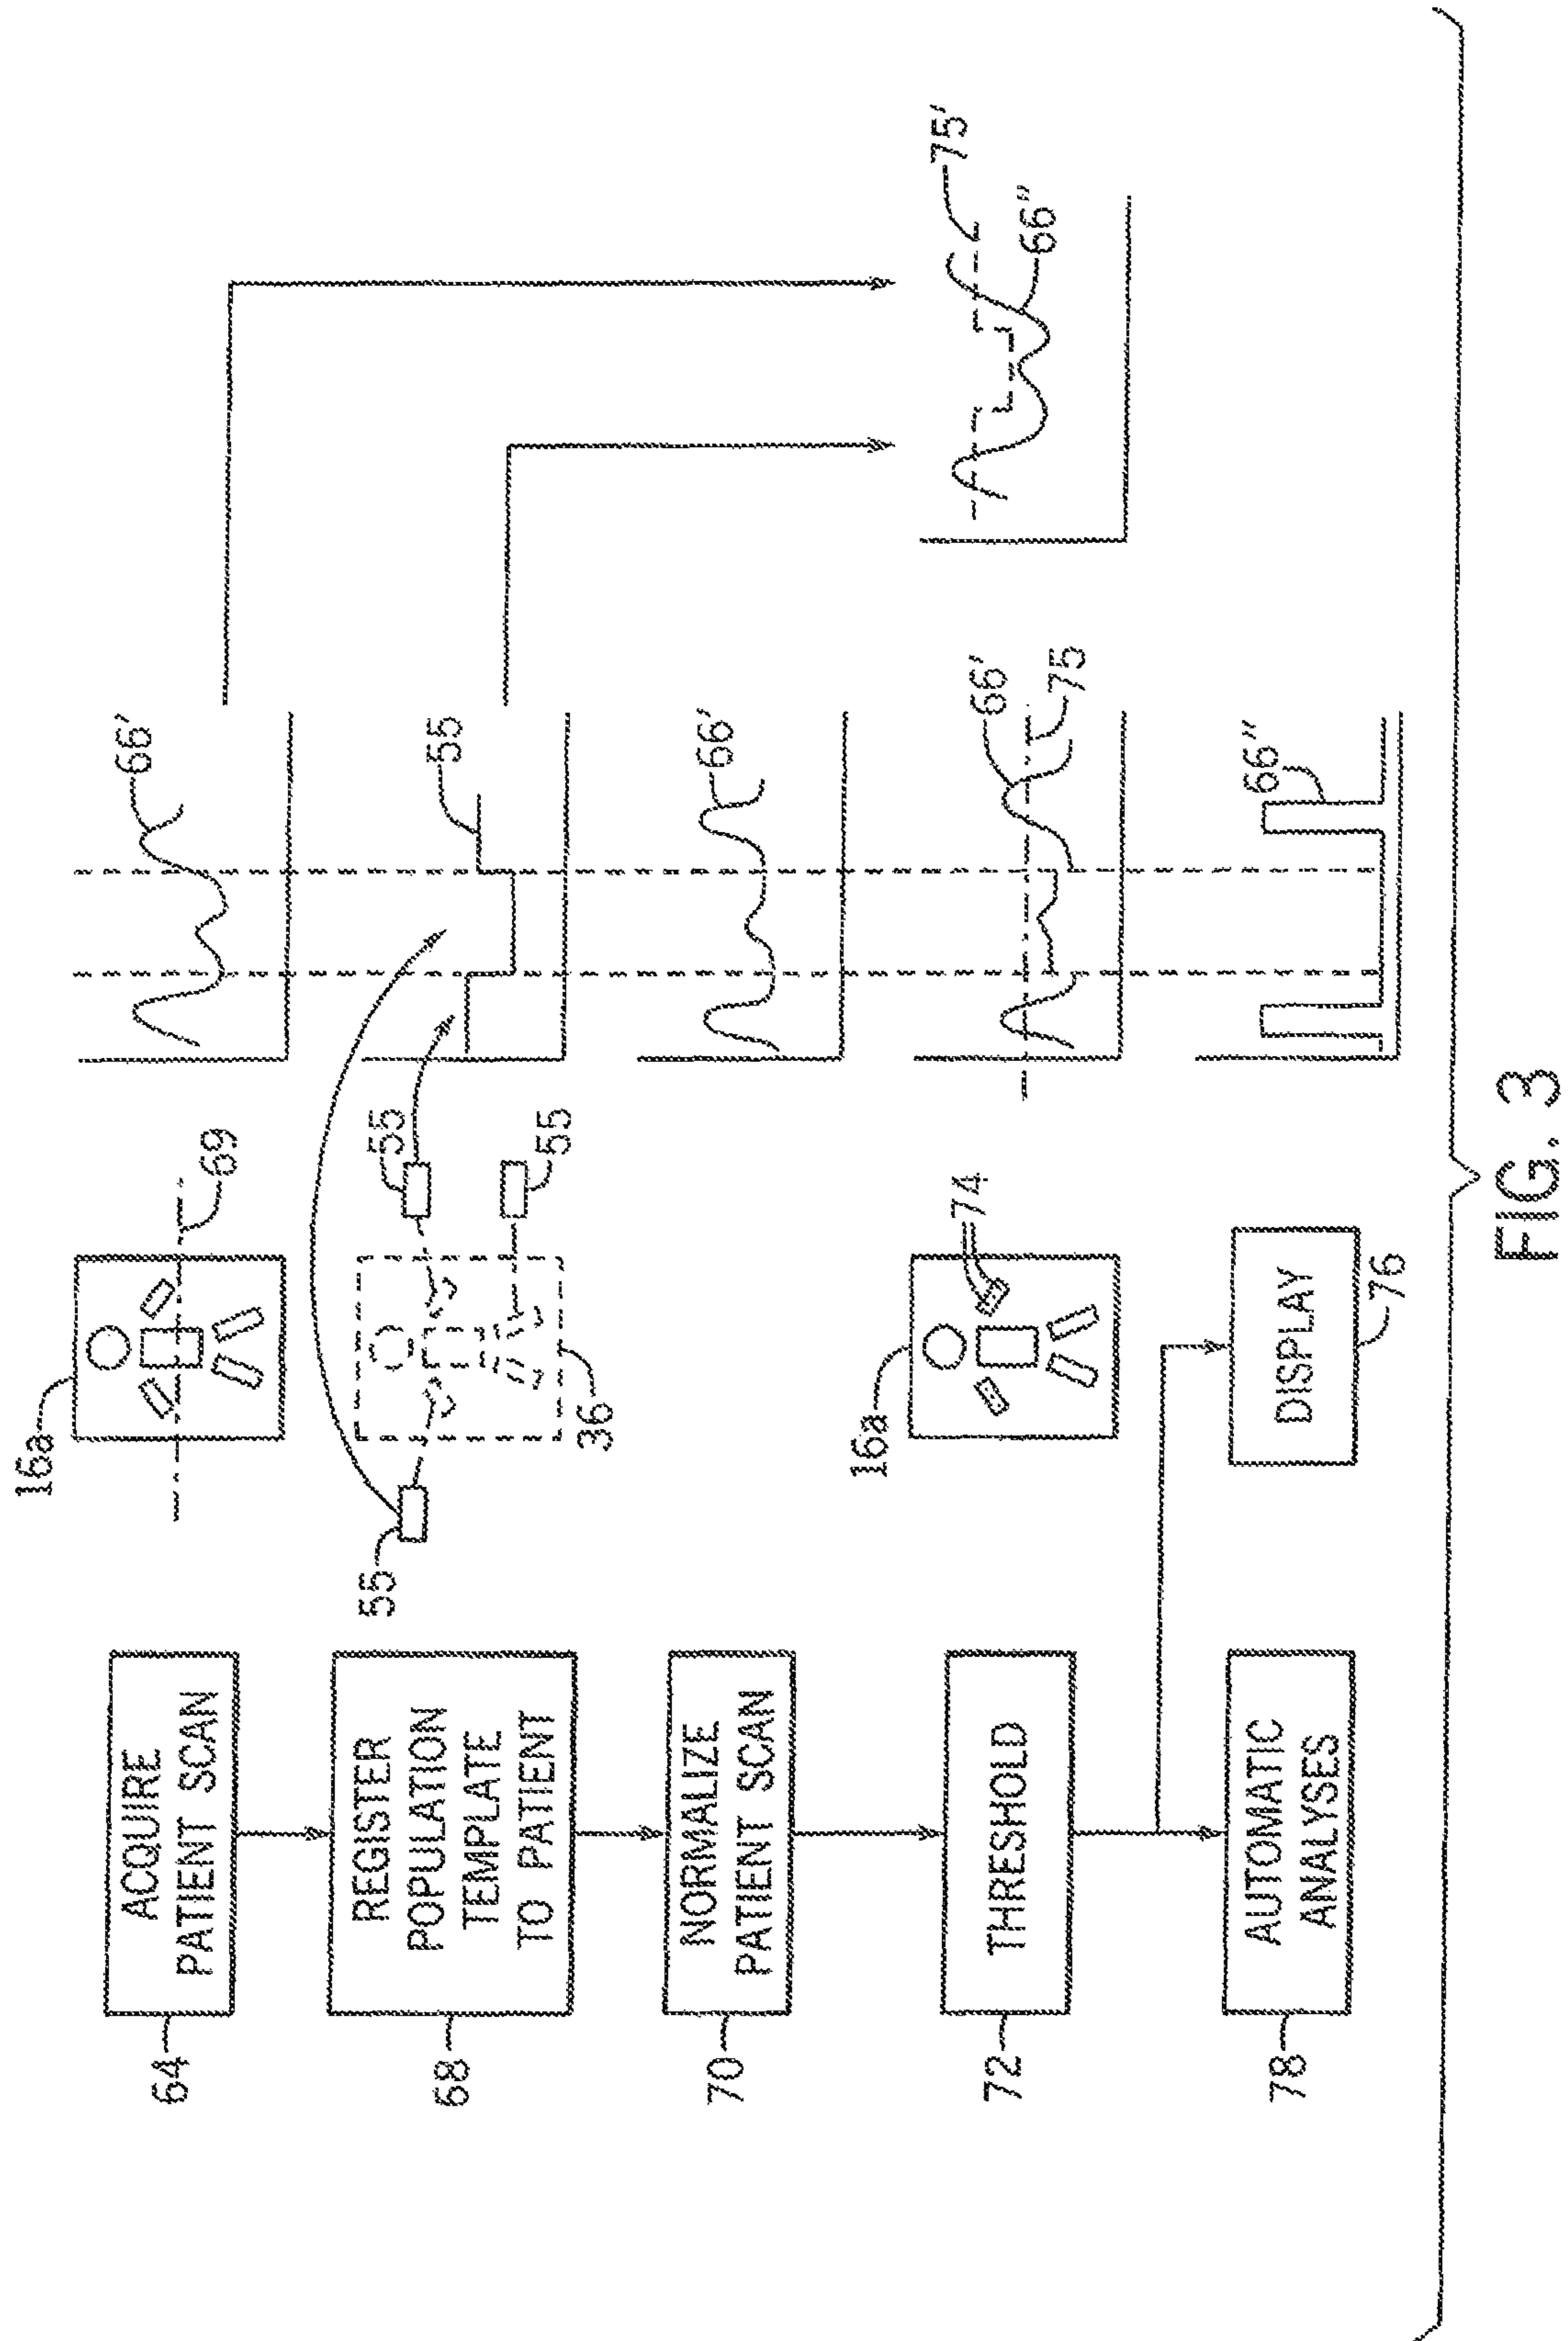 64
ACQUIRE
PATIENT SCAN
16a
69
66'
68
REGISTER
POPULATION
TEMPLATE
TO PATIENT
55
55
55
36
55
70
NORMALIZE
PATIENT SCAN
66'
72
THRESHOLD
16a
74
66'
75
75'
66"
78
AUTOMATIC
ANALYSES
DISPLAY
76
66"
FIG. 3